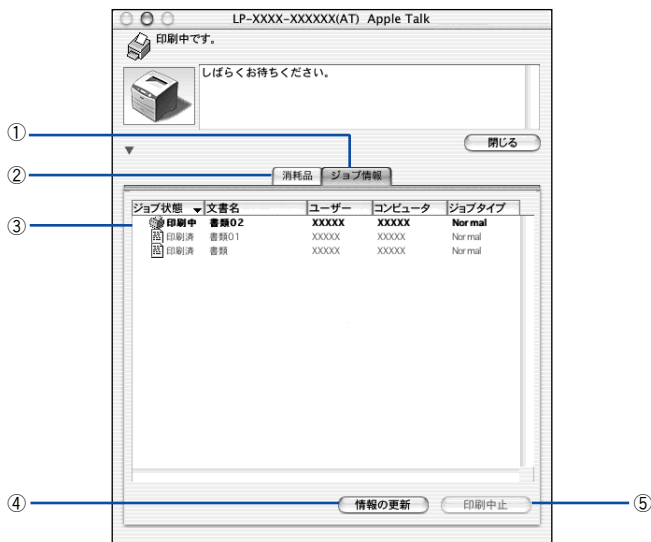 LP-XXXX-XXXXXX(AT) Apple Talk
印刷中です。
しばらくお待ちください。
①
閉じる
②
消耗品 ジョブ情報
ジョブ状態 文書名 ユーザー コンピュータ ジョブタイプ
③
印刷中 書類02 XXXXX XXXXX Normal
印刷済 書類01 XXXXX XXXXX Normal
印刷済 書類 XXXXX XXXXX Normal
④
情報の更新 印刷中止
⑤